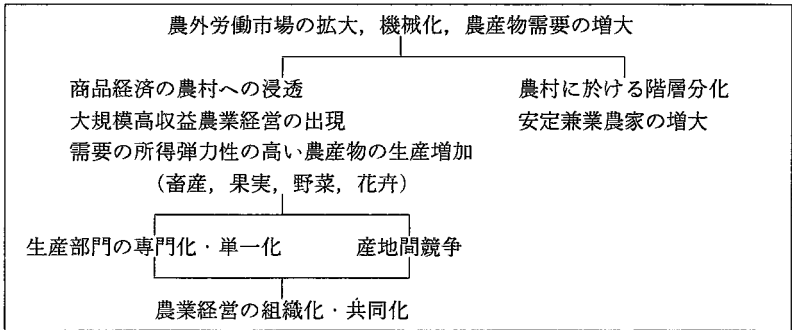 農外労働市場の拡大,機械化,農産物需要の増大
商品経済の農村への浸透
大規模高収益農業経営の出現
需要の所得弾力性の高い農産物の生産増加
(畜産,果実,野菜,花卉)
農村に於ける階層分化
安定兼業農家の増大
生産部門の専門化・単一化
産地間競争
農業経営の組織化・共同化